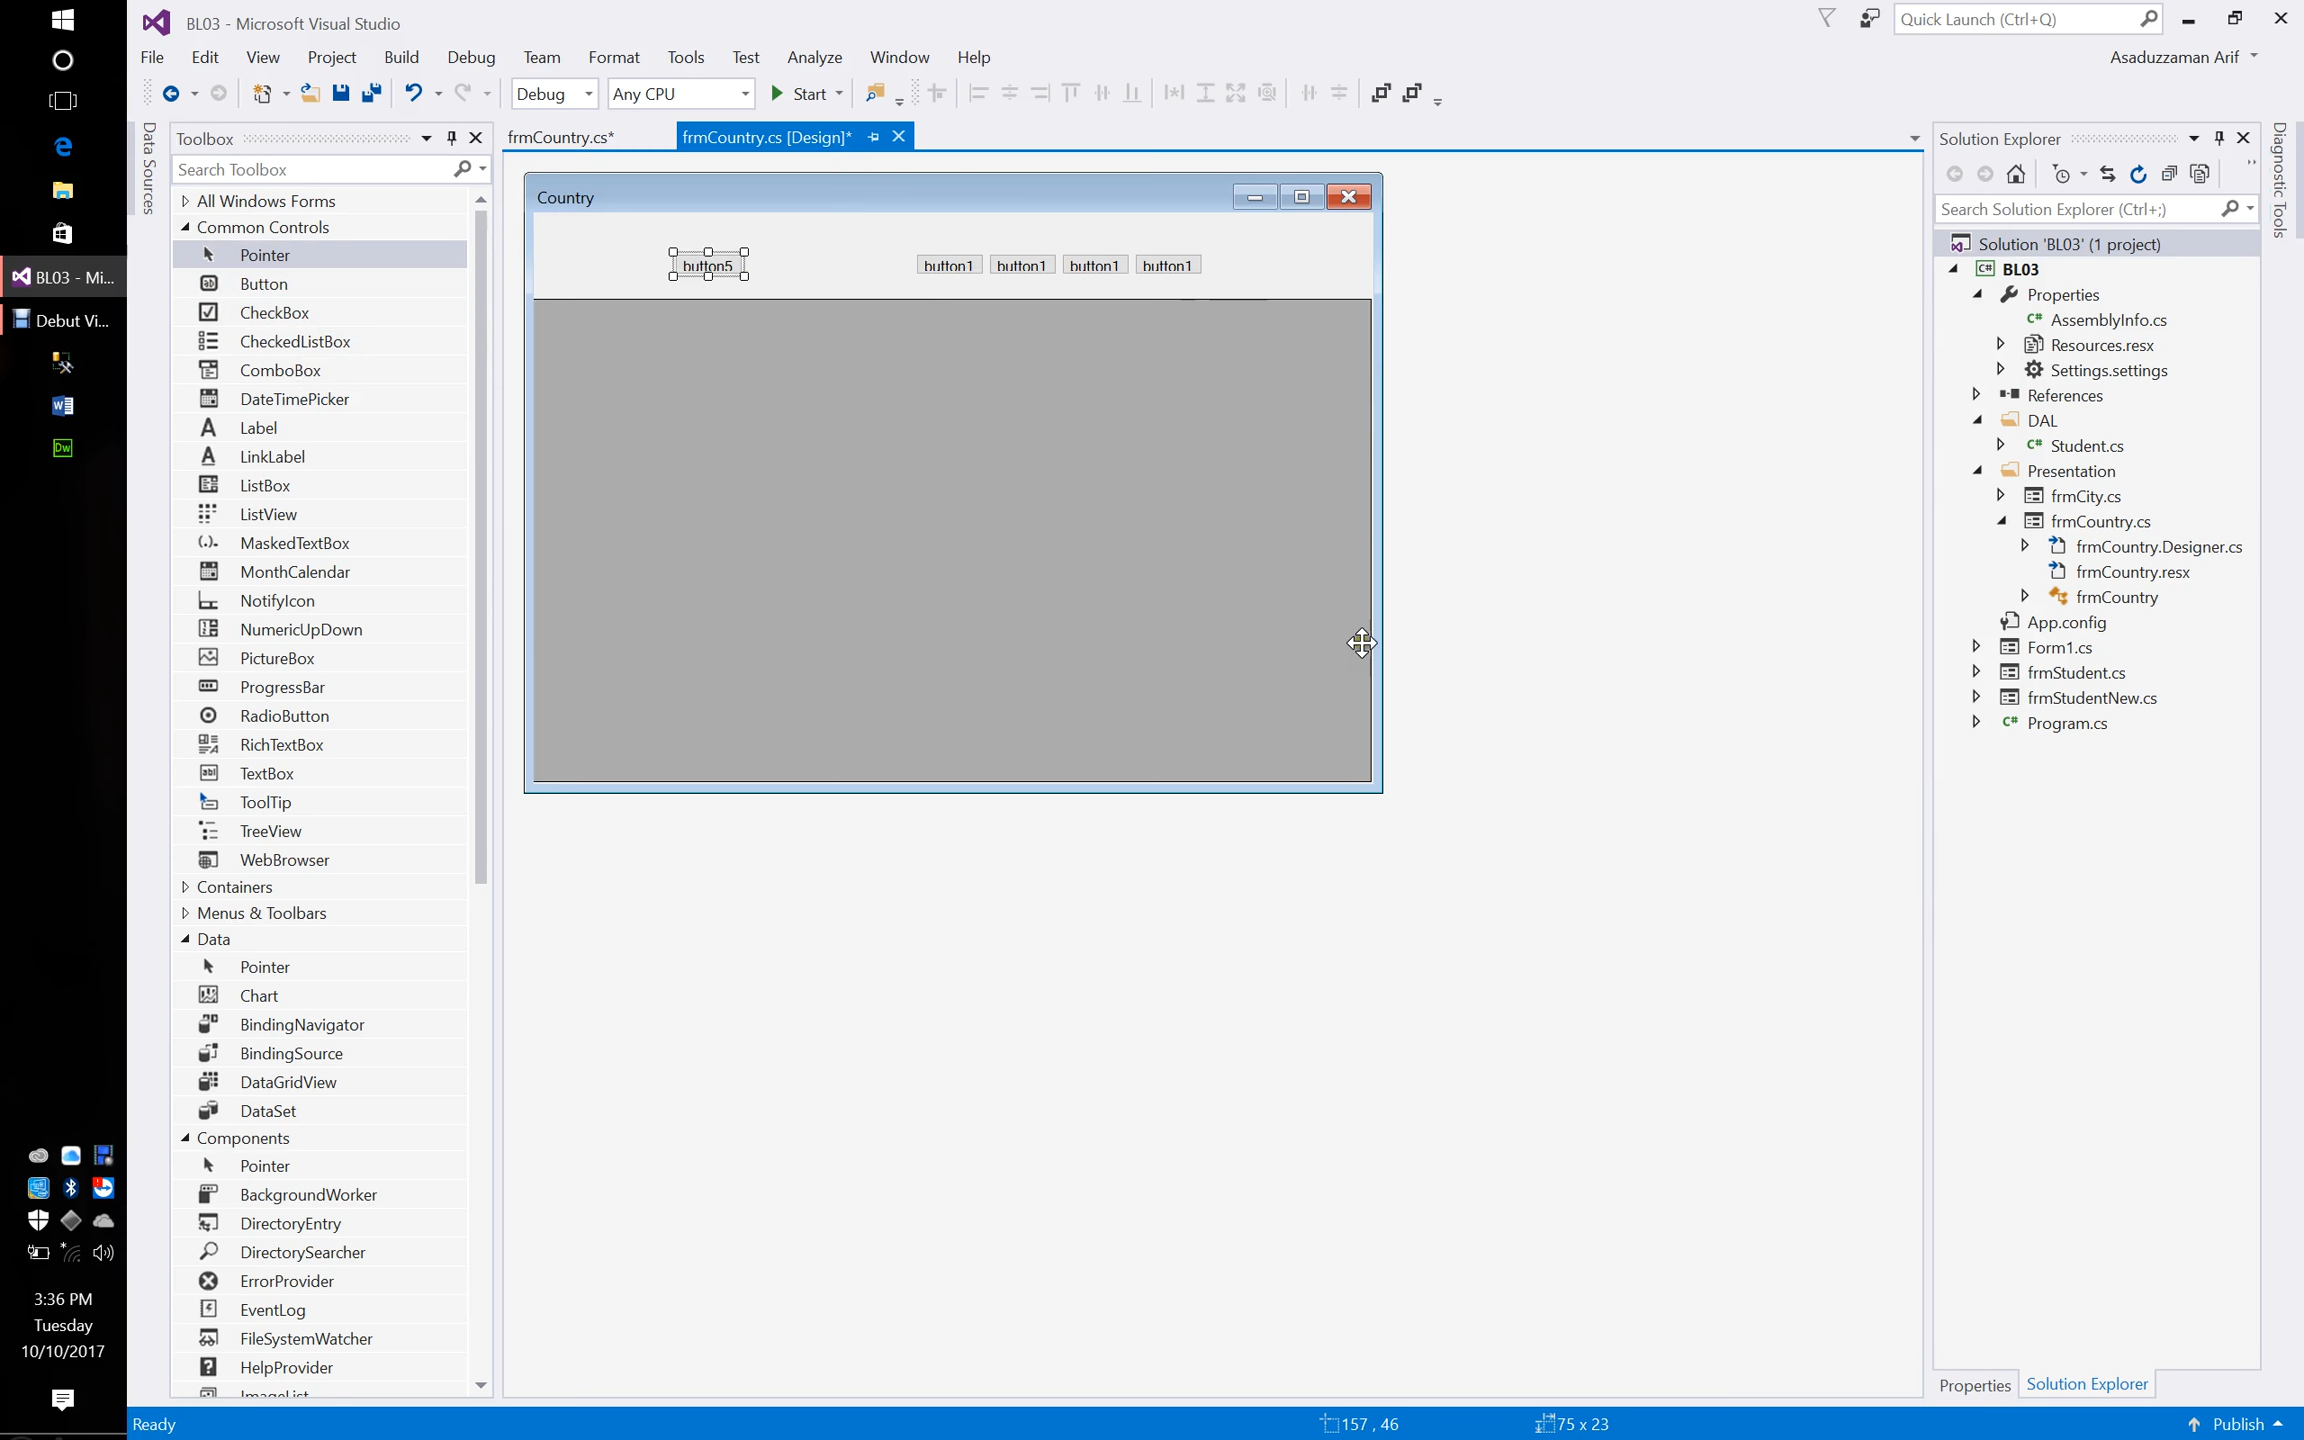 BL03 - Microsoft Visual Studio
Quick Launch (Ctrl+Q)
File Edit View Project Build Debug Team Format Tools Test Analyze Window Help
Asaduzzaman Arif
Debug Any CPU Start
BL03 - Mi...
Debut Vi...
Data Sources
Toolbox
Search Toolbox
All Windows Forms
Common Controls
Pointer
Button
CheckBox
CheckedListBox
ComboBox
DateTimePicker
Label
LinkLabel
ListBox
ListView
MaskedTextBox
MonthCalendar
NotifyIcon
NumericUpDown
PictureBox
ProgressBar
RadioButton
RichTextBox
TextBox
ToolTip
TreeView
WebBrowser
Containers
Menus & Toolbars
Data
Pointer
Chart
BindingNavigator
BindingSource
DataGridView
DataSet
Components
Pointer
BackgroundWorker
DirectoryEntry
DirectorySearcher
ErrorProvider
EventLog
FileSystemWatcher
HelpProvider
ImageList
frmCountry.cs*
frmCountry.cs [Design]*
Country
button5 button1 button1 button1 button1
Solution Explorer
Search Solution Explorer (Ctrl+;)
Solution 'BL03' (1 project)
BL03
Properties
AssemblyInfo.cs
Resources.resx
Settings.settings
References
DAL
Student.cs
Presentation
frmCity.cs
frmCountry.cs
frmCountry.Designer.cs
frmCountry.resx
frmCountry
App.config
Form1.cs
frmStudent.cs
frmStudentNew.cs
Program.cs
Properties Solution Explorer
Diagnostic Tools
3:36 PM
Tuesday
10/10/2017
Ready
157 , 46
75 x 23
Publish